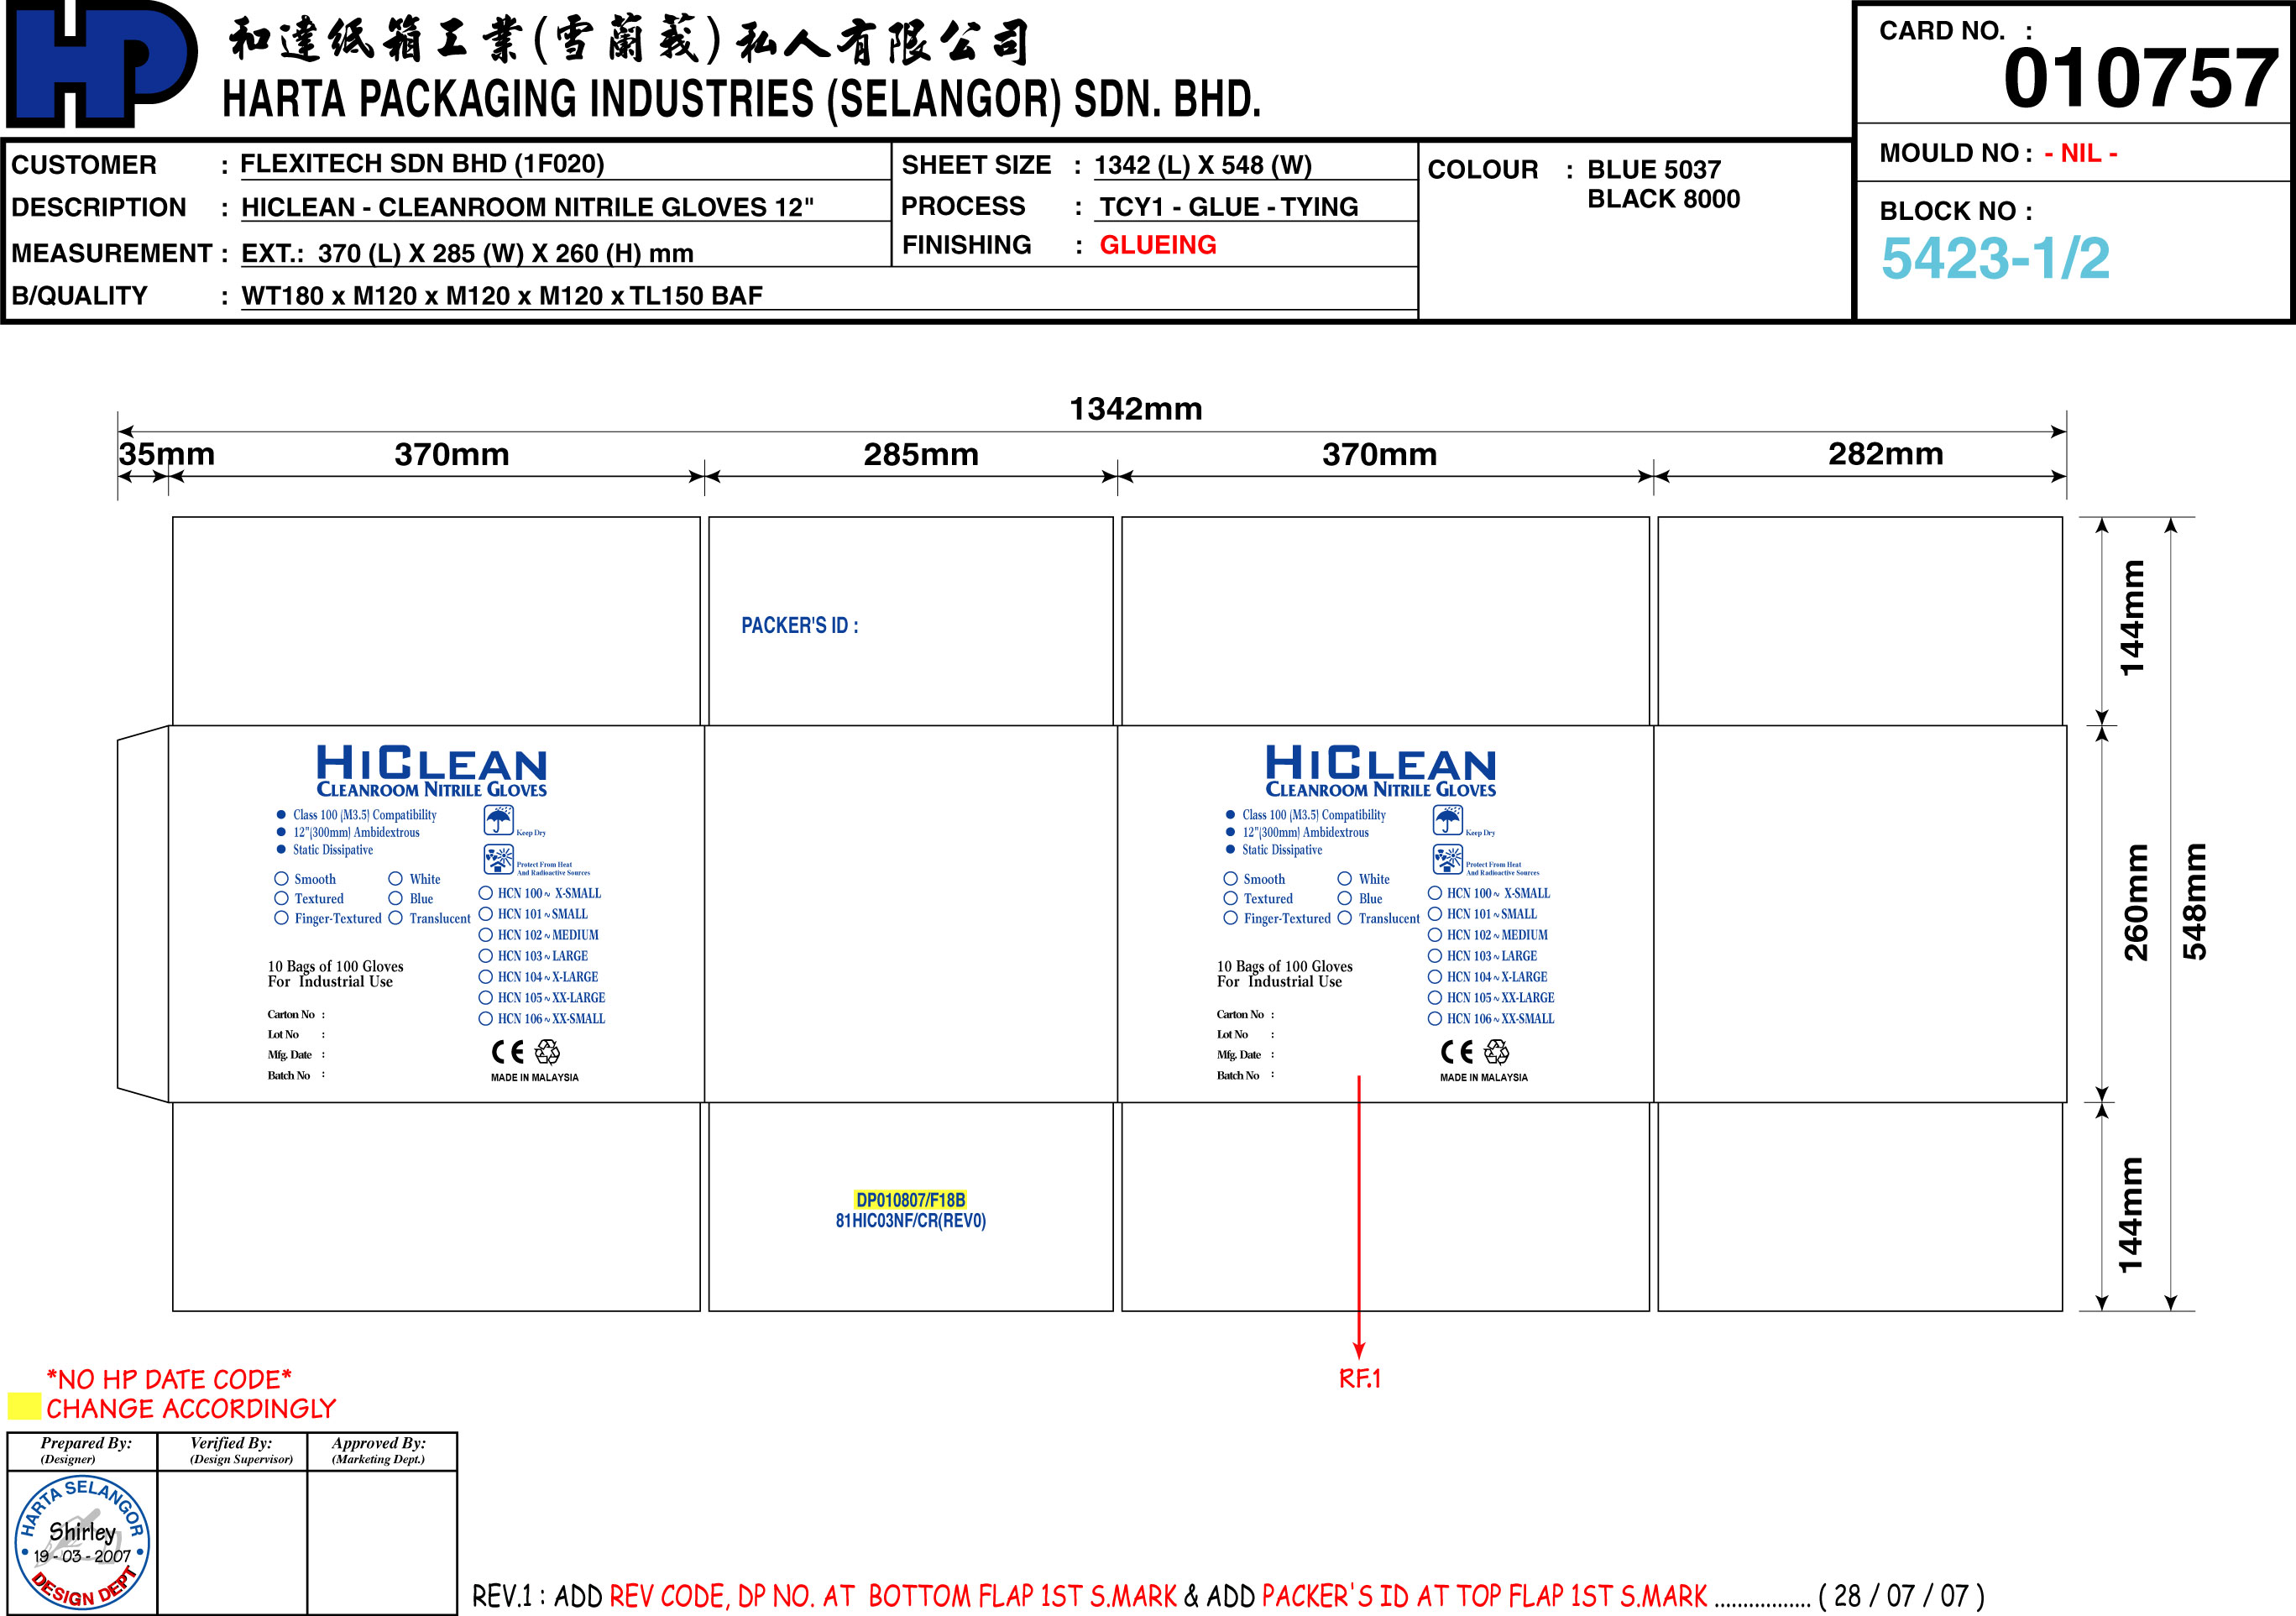 HP
和達紙箱工業(雪蘭莪)私人有限公司
HARTA PACKAGING INDUSTRIES (SELANGOR) SDN. BHD.
CARD NO. :
010757
MOULD NO : - NIL -
BLOCK NO :
5423-1/2
CUSTOMER : FLEXITECH SDN BHD (1F020)
DESCRIPTION : HICLEAN - CLEANROOM NITRILE GLOVES 12"
MEASUREMENT : EXT.: 370 (L) X 285 (W) X 260 (H) mm
B/QUALITY : WT180 x M120 x M120 x M120 x TL150 BAF
SHEET SIZE : 1342 (L) X 548 (W)
PROCESS : TCY1 - GLUE - TYING
FINISHING : GLUEING
COLOUR : BLUE 5037
BLACK 8000
1342mm
35mm 370mm 285mm 370mm 282mm
PACKER'S ID :
144mm
260mm
548mm
144mm
HICLEAN
CLEANROOM NITRILE GLOVES
Class 100 (M3.5) Compatibility
12"(300mm) Ambidextrous
Static Dissipative
Keep Dry
Protect From Heat
And Radioactive Sources
Smooth White
Textured Blue
Finger-Textured Translucent
HCN 100 ~ X-SMALL
HCN 101 ~ SMALL
HCN 102 ~ MEDIUM
HCN 103 ~ LARGE
HCN 104 ~ X-LARGE
HCN 105 ~ XX-LARGE
HCN 106 ~ XX-SMALL
10 Bags of 100 Gloves
For Industrial Use
Carton No :
Lot No :
Mfg. Date :
Batch No :
CE
MADE IN MALAYSIA
HICLEAN
CLEANROOM NITRILE GLOVES
Class 100 (M3.5) Compatibility
12"(300mm) Ambidextrous
Static Dissipative
Keep Dry
Protect From Heat
And Radioactive Sources
Smooth White
Textured Blue
Finger-Textured Translucent
HCN 100 ~ X-SMALL
HCN 101 ~ SMALL
HCN 102 ~ MEDIUM
HCN 103 ~ LARGE
HCN 104 ~ X-LARGE
HCN 105 ~ XX-LARGE
HCN 106 ~ XX-SMALL
10 Bags of 100 Gloves
For Industrial Use
Carton No :
Lot No :
Mfg. Date :
Batch No :
CE
MADE IN MALAYSIA
DP010807/F18B
81HIC03NF/CR(REV0)
RF.1
*NO HP DATE CODE*
CHANGE ACCORDINGLY
Prepared By:
(Designer)
Verified By:
(Design Supervisor)
Approved By:
(Marketing Dept.)
HARTA SELANGOR
Shirley
19 - 03 - 2007
DESIGN DEPT
REV.1 : ADD REV CODE, DP NO. AT BOTTOM FLAP 1ST S.MARK & ADD PACKER'S ID AT TOP FLAP 1ST S.MARK ................. ( 28 / 07 / 07 )